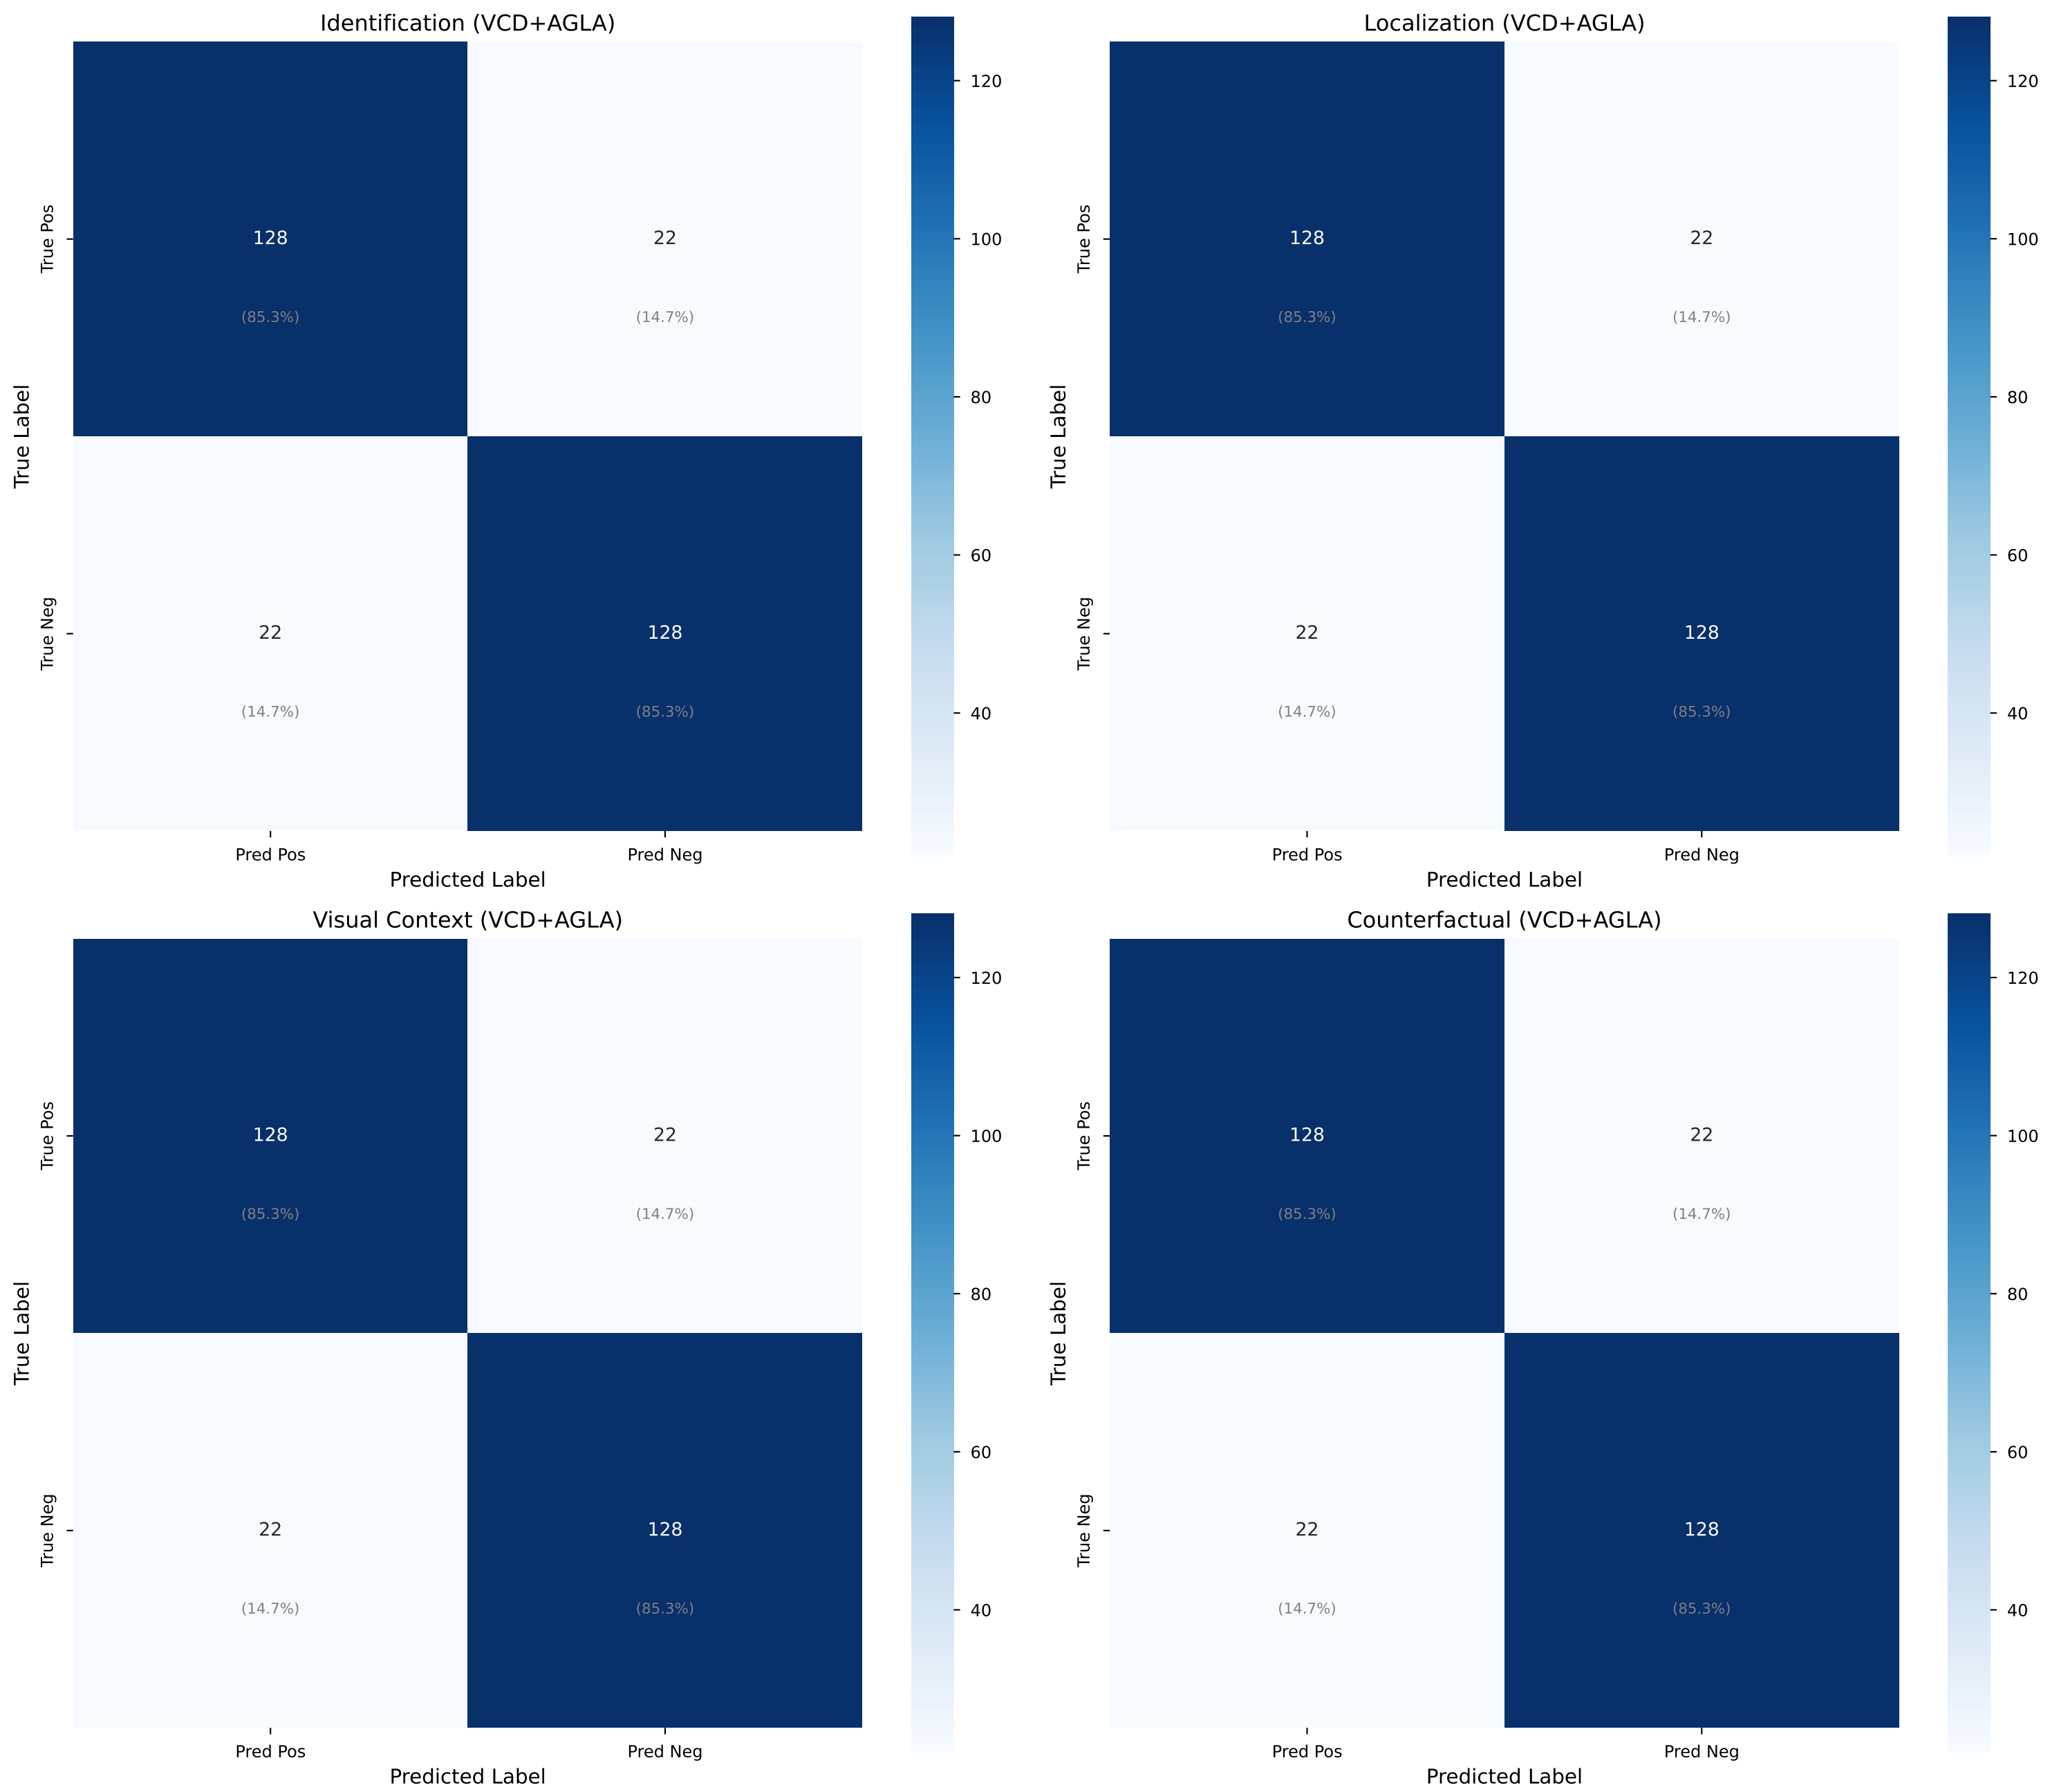 Identification (VCD+AGLA)
True Label
True Pos
True Neg
128
22
(85.3%)
(14.7%)
22
128
(14.7%)
(85.3%)
Pred Pos
Pred Neg
Predicted Label
120
100
80
60
40
Localization (VCD+AGLA)
True Label
True Pos
True Neg
128
22
(85.3%)
(14.7%)
22
128
(14.7%)
(85.3%)
Pred Pos
Pred Neg
Predicted Label
120
100
80
60
40
Visual Context (VCD+AGLA)
True Label
True Pos
True Neg
128
22
(85.3%)
(14.7%)
22
128
(14.7%)
(85.3%)
Pred Pos
Pred Neg
Predicted Label
120
100
80
60
40
Counterfactual (VCD+AGLA)
True Label
True Pos
True Neg
128
22
(85.3%)
(14.7%)
22
128
(14.7%)
(85.3%)
Pred Pos
Pred Neg
Predicted Label
120
100
80
60
40